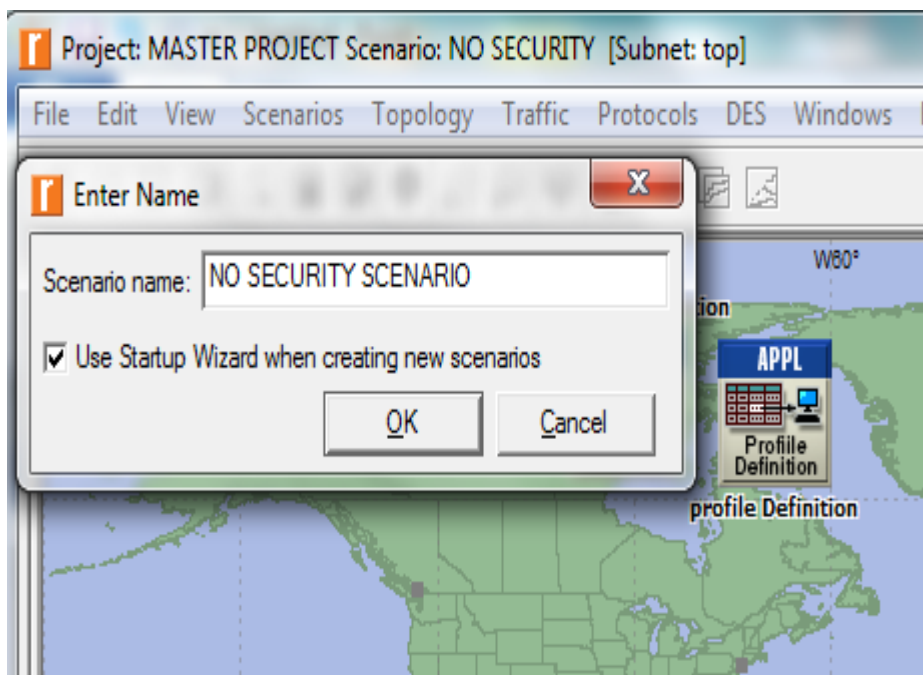 Project: MASTER PROJECT Scenario: NO SECURITY [Subnet: top]
File Edit View Scenarios Topology Traffic Protocols DES Windows
Enter Name
X
Scenario name: NO SECURITY SCENARIO
Use Startup Wizard when creating new scenarios
OK Cancel
W60°
APPL
Profiile
Definition
profile Definition